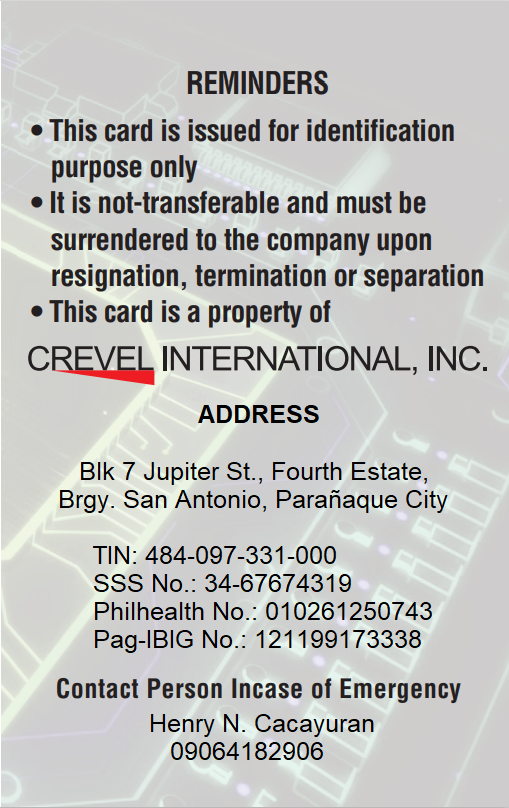 REMINDERS
• This card is issued for identification
purpose only
• It is not-transferable and must be
surrendered to the company upon
resignation, termination or separation
• This card is a property of
CREVEL INTERNATIONAL, INC.
ADDRESS
Blk 7 Jupiter St., Fourth Estate,
Brgy. San Antonio, Parañaque City
TIN: 484-097-331-000
SSS No.: 34-67674319
Philhealth No.: 010261250743
Pag-IBIG No.: 121199173338
Contact Person Incase of Emergency
Henry N. Cacayuran
09064182906